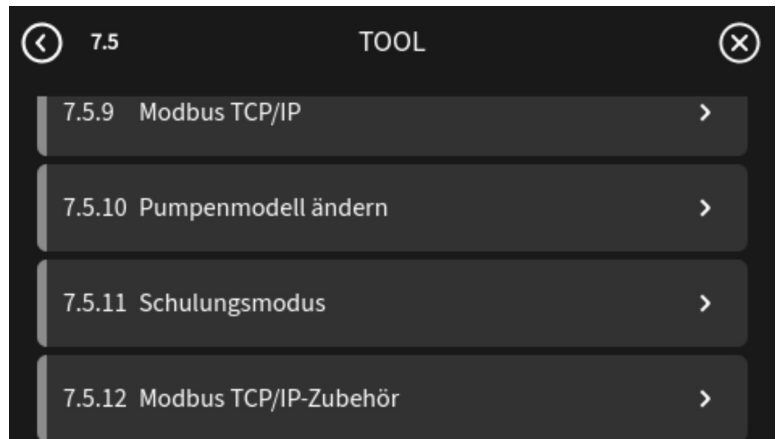 7.5 TOOL
7.5.9 Modbus TCP/IP
7.5.10 Pumpenmodell ändern
7.5.11 Schulungsmodus
7.5.12 Modbus TCP/IP-Zubehör